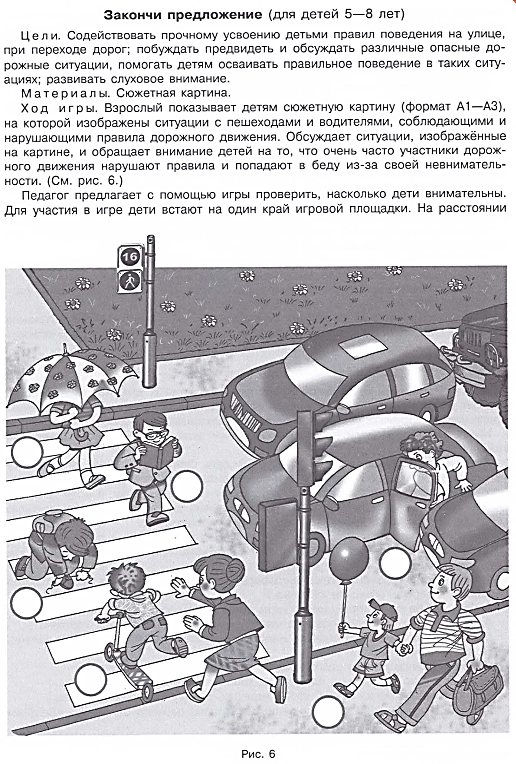 Закончи предложение (для детей 5—8 лет)
Цели. Содействовать прочному усвоению детьми правил поведения на улице,
при переходе дорог; побуждать предвидеть и обсуждать различные опасные до-
рожные ситуации, помогать детям осваивать правильное поведение в таких ситу-
ациях; развивать слуховое внимание.
Материалы. Сюжетная картина.
Ход игры. Взрослый показывает детям сюжетную картину (формат А1—А3),
на которой изображены ситуации с пешеходами и водителями, соблюдающими и
нарушающими правила дорожного движения. Обсуждает ситуации, изображённые
на картине, и обращает внимание детей на то, что очень часто участники дорож-
ного движения нарушают правила и попадают в беду из-за своей невниматель-
ности. (См. рис. 6.)
Педагог предлагает с помощью игры проверить, насколько дети внимательны.
Для участия в игре дети встают на один край игровой площадки. На расстоянии
16
Рис. 6